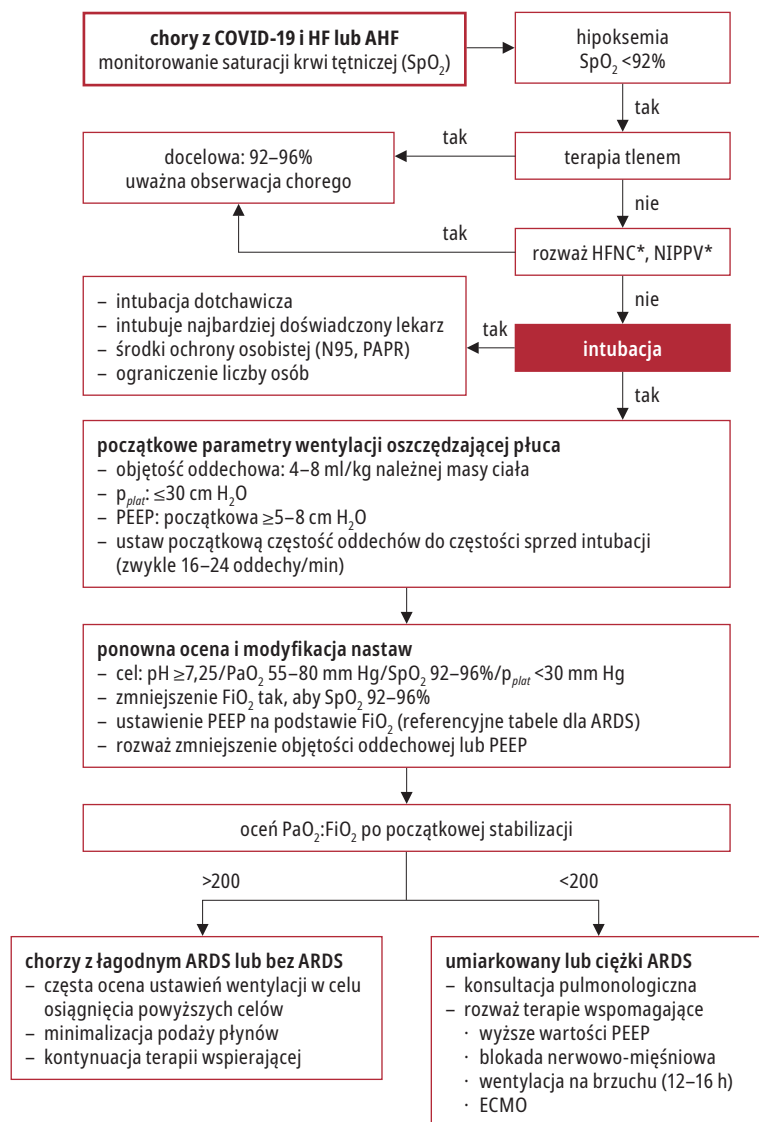 chory z COVID-19 i HF lub AHF
monitorowanie saturacji krwi tętniczej (SpO₂)
hipoksemia
SpO₂ <92%
tak
docelowa: 92–96%
uważna obserwacja chorego
tak
terapia tlenem
nie
tak
rozważ HFNC*, NIPPV*
nie
– intubacja dotchawicza
– intubuje najbardziej doświadczony lekarz
– środki ochrony osobistej (N95, PAPR)
– ograniczenie liczby osób
tak
intubacja
tak
początkowe parametry wentylacji oszczędzającej płuca
– objętość oddechowa: 4–8 ml/kg należnej masy ciała
– pplat: ≤30 cm H₂O
– PEEP: początkowa ≥5–8 cm H₂O
– ustaw początkową częstość oddechów do częstości sprzed intubacji
(zwykle 16–24 oddechy/min)
ponowna ocena i modyfikacja nastaw
– cel: pH ≥7,25/PaO₂ 55–80 mm Hg/SpO₂ 92–96%/pplat <30 mm Hg
– zmniejszenie FiO₂ tak, aby SpO₂ 92–96%
– ustawienie PEEP na podstawie FiO₂ (referencyjne tabele dla ARDS)
– rozważ zmniejszenie objętości oddechowej lub PEEP
oceń PaO₂:FiO₂ po początkowej stabilizacji
>200
<200
chorzy z łagodnym ARDS lub bez ARDS
– częsta ocena ustawień wentylacji w celu
osiągnięcia powyższych celów
– minimalizacja podaży płynów
– kontynuacja terapii wspierającej
umiarkowany lub ciężki ARDS
– konsultacja pulmonologiczna
– rozważ terapie wspomagające
· wyższe wartości PEEP
· blokada nerwowo-mięśniowa
· wentylacja na brzuchu (12–16 h)
· ECMO